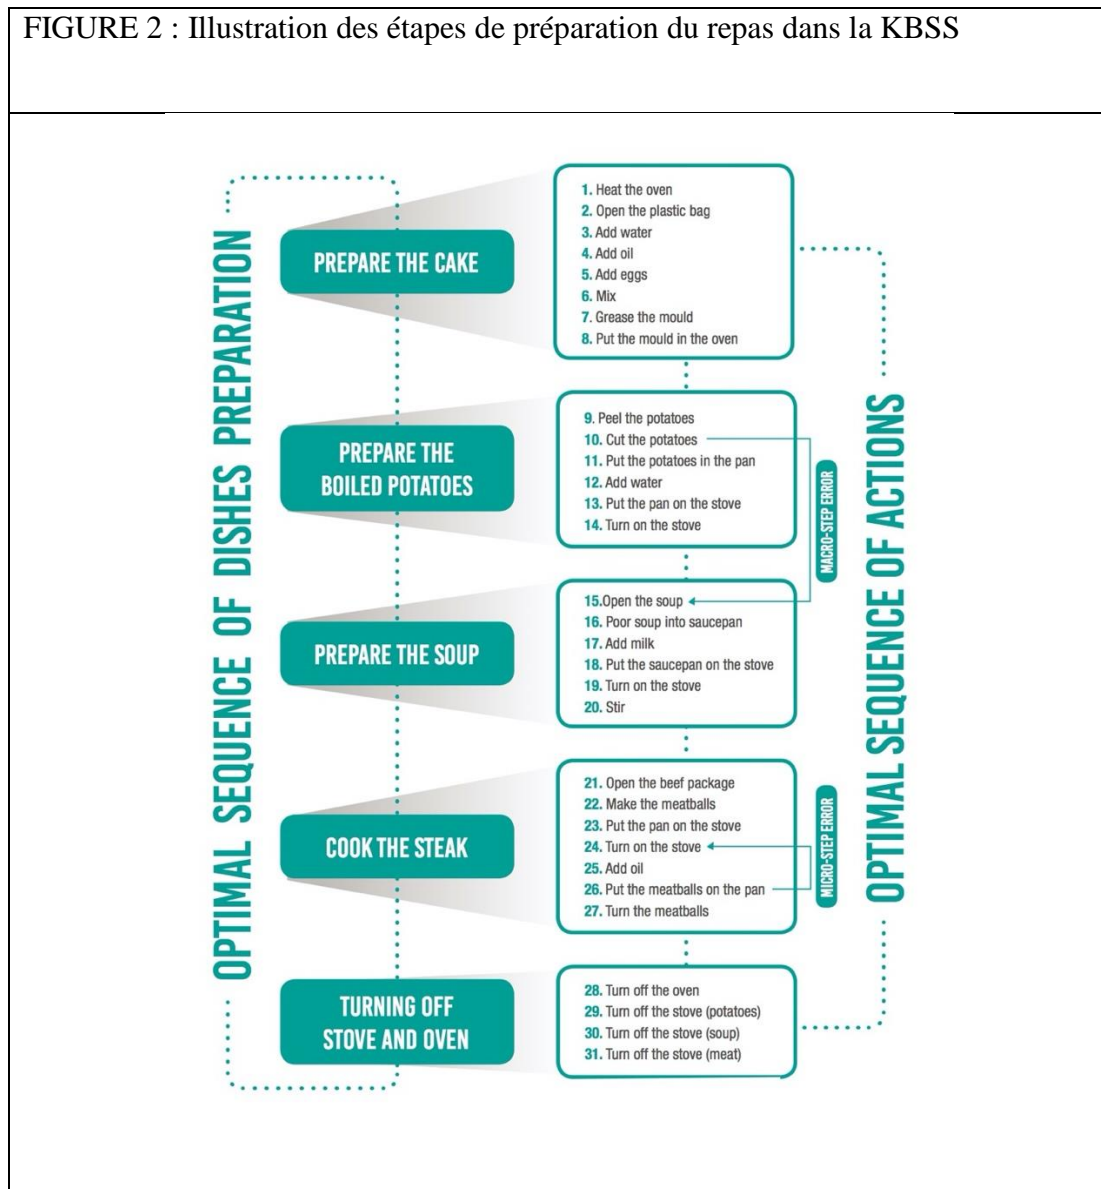 FIGURE 2 : Illustration des étapes de préparation du repas dans la KBSS
OPTIMAL SEQUENCE OF DISHES PREPARATION
PREPARE THE CAKE
1. Heat the oven
2. Open the plastic bag
3. Add water
4. Add oil
5. Add eggs
6. Mix
7. Grease the mould
8. Put the mould in the oven
PREPARE THE
BOILED POTATOES
9. Peel the potatoes
10. Cut the potatoes
11. Put the potatoes in the pan
12. Add water
13. Put the pan on the stove
14. Turn on the stove
MACRO-STEP ERROR
PREPARE THE SOUP
15.Open the soup
16. Poor soup into saucepan
17. Add milk
18. Put the saucepan on the stove
19. Turn on the stove
20. Stir
COOK THE STEAK
21. Open the beef package
22. Make the meatballs
23. Put the pan on the stove
24. Turn on the stove
25. Add oil
26. Put the meatballs on the pan
27. Turn the meatballs
MICRO-STEP ERROR
TURNING OFF
STOVE AND OVEN
28. Turn off the oven
29. Turn off the stove (potatoes)
30. Turn off the stove (soup)
31. Turn off the stove (meat)
OPTIMAL SEQUENCE OF ACTIONS